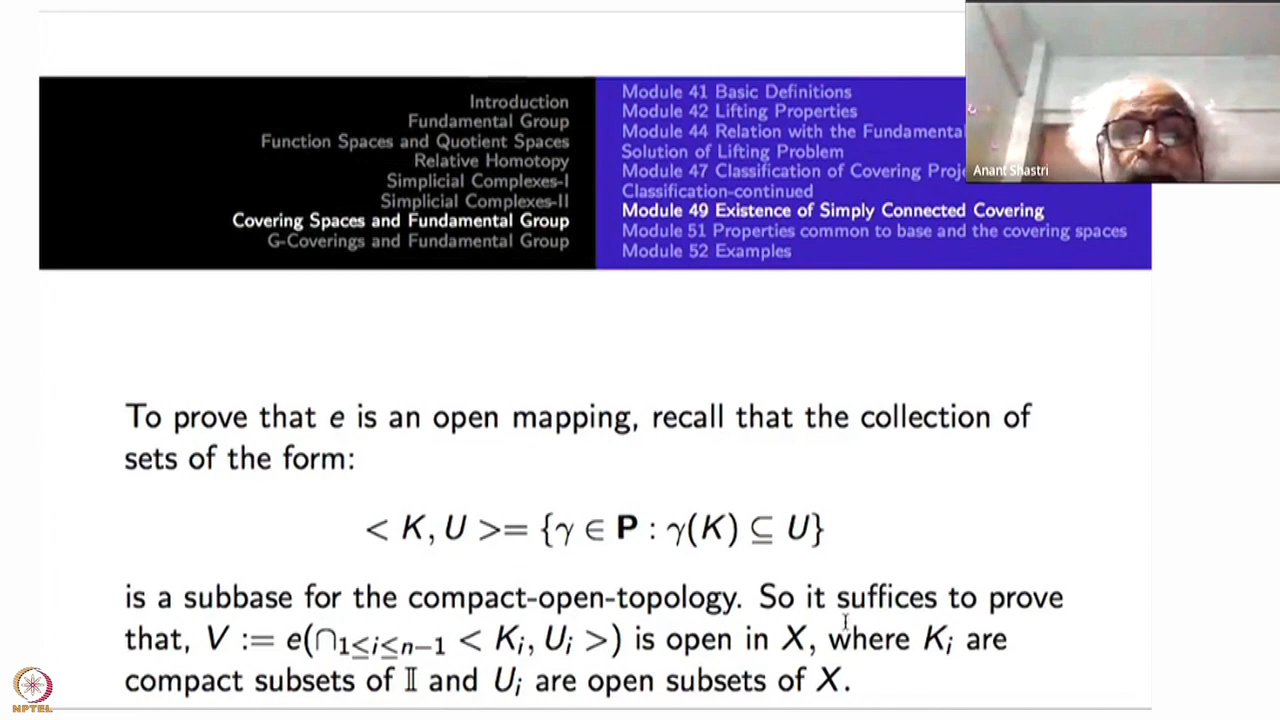 Introduction
Fundamental Group
Function Spaces and Quotient Spaces
Relative Homotopy
Simplicial Complexes-I
Simplicial Complexes-II
Covering Spaces and Fundamental Group
G-Coverings and Fundamental Group
Module 41 Basic Definitions
Module 42 Lifting Properties
Module 44 Relation with the Fundamental
Solution of Lifting Problem
Module 47 Classification of Covering Proje
Classification-continued
Module 49 Existence of Simply Connected Covering
Module 51 Properties common to base and the covering spaces
Module 52 Examples
Anant Shastri
To prove that e is an open mapping, recall that the collection of
sets of the form:
< K, U >= {γ ∈ P : γ(K) ⊆ U}
is a subbase for the compact-open-topology. So it suffices to prove
that, V := e(∩_{1≤i≤n−1} < K_i, U_i >) is open in X, where K_i are
compact subsets of 𝕀 and U_i are open subsets of X.
NPTEL